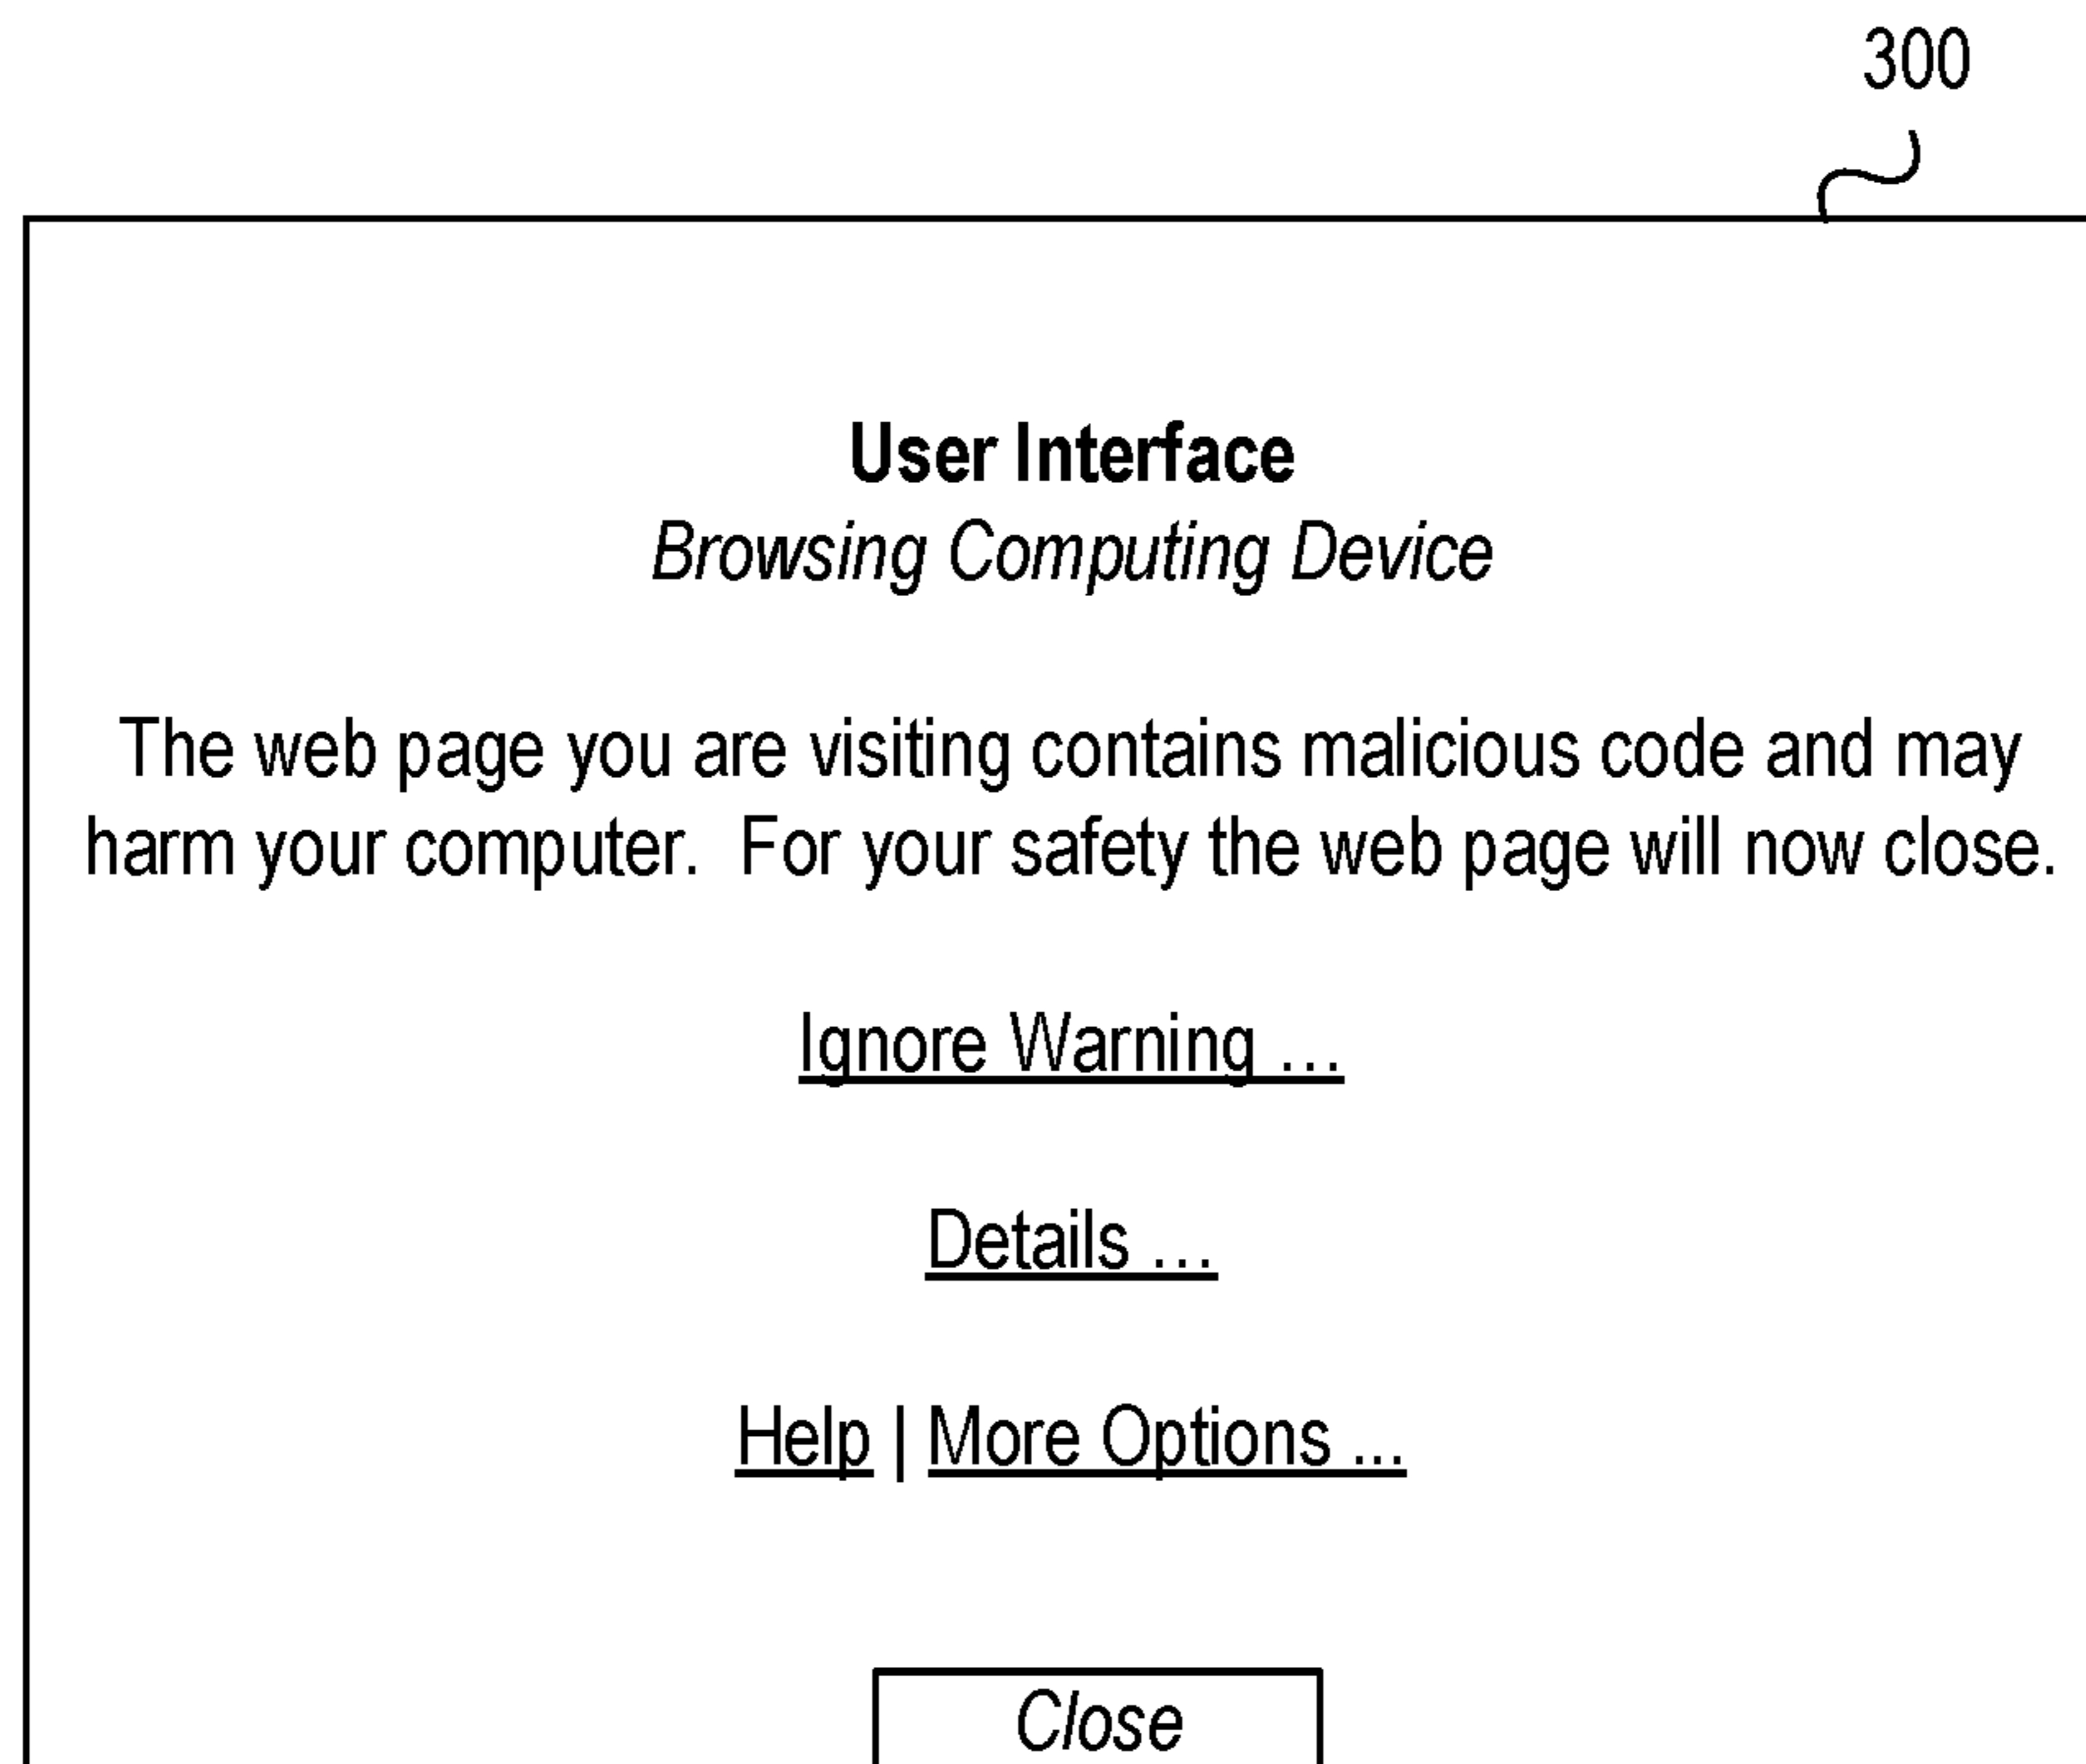 300
User Interface
Browsing Computing Device
The web page you are visiting contains malicious code and may
harm your computer.  For your safety the web page will now close.
Ignore Warning ...
Details ...
Help | More Options ...
Close